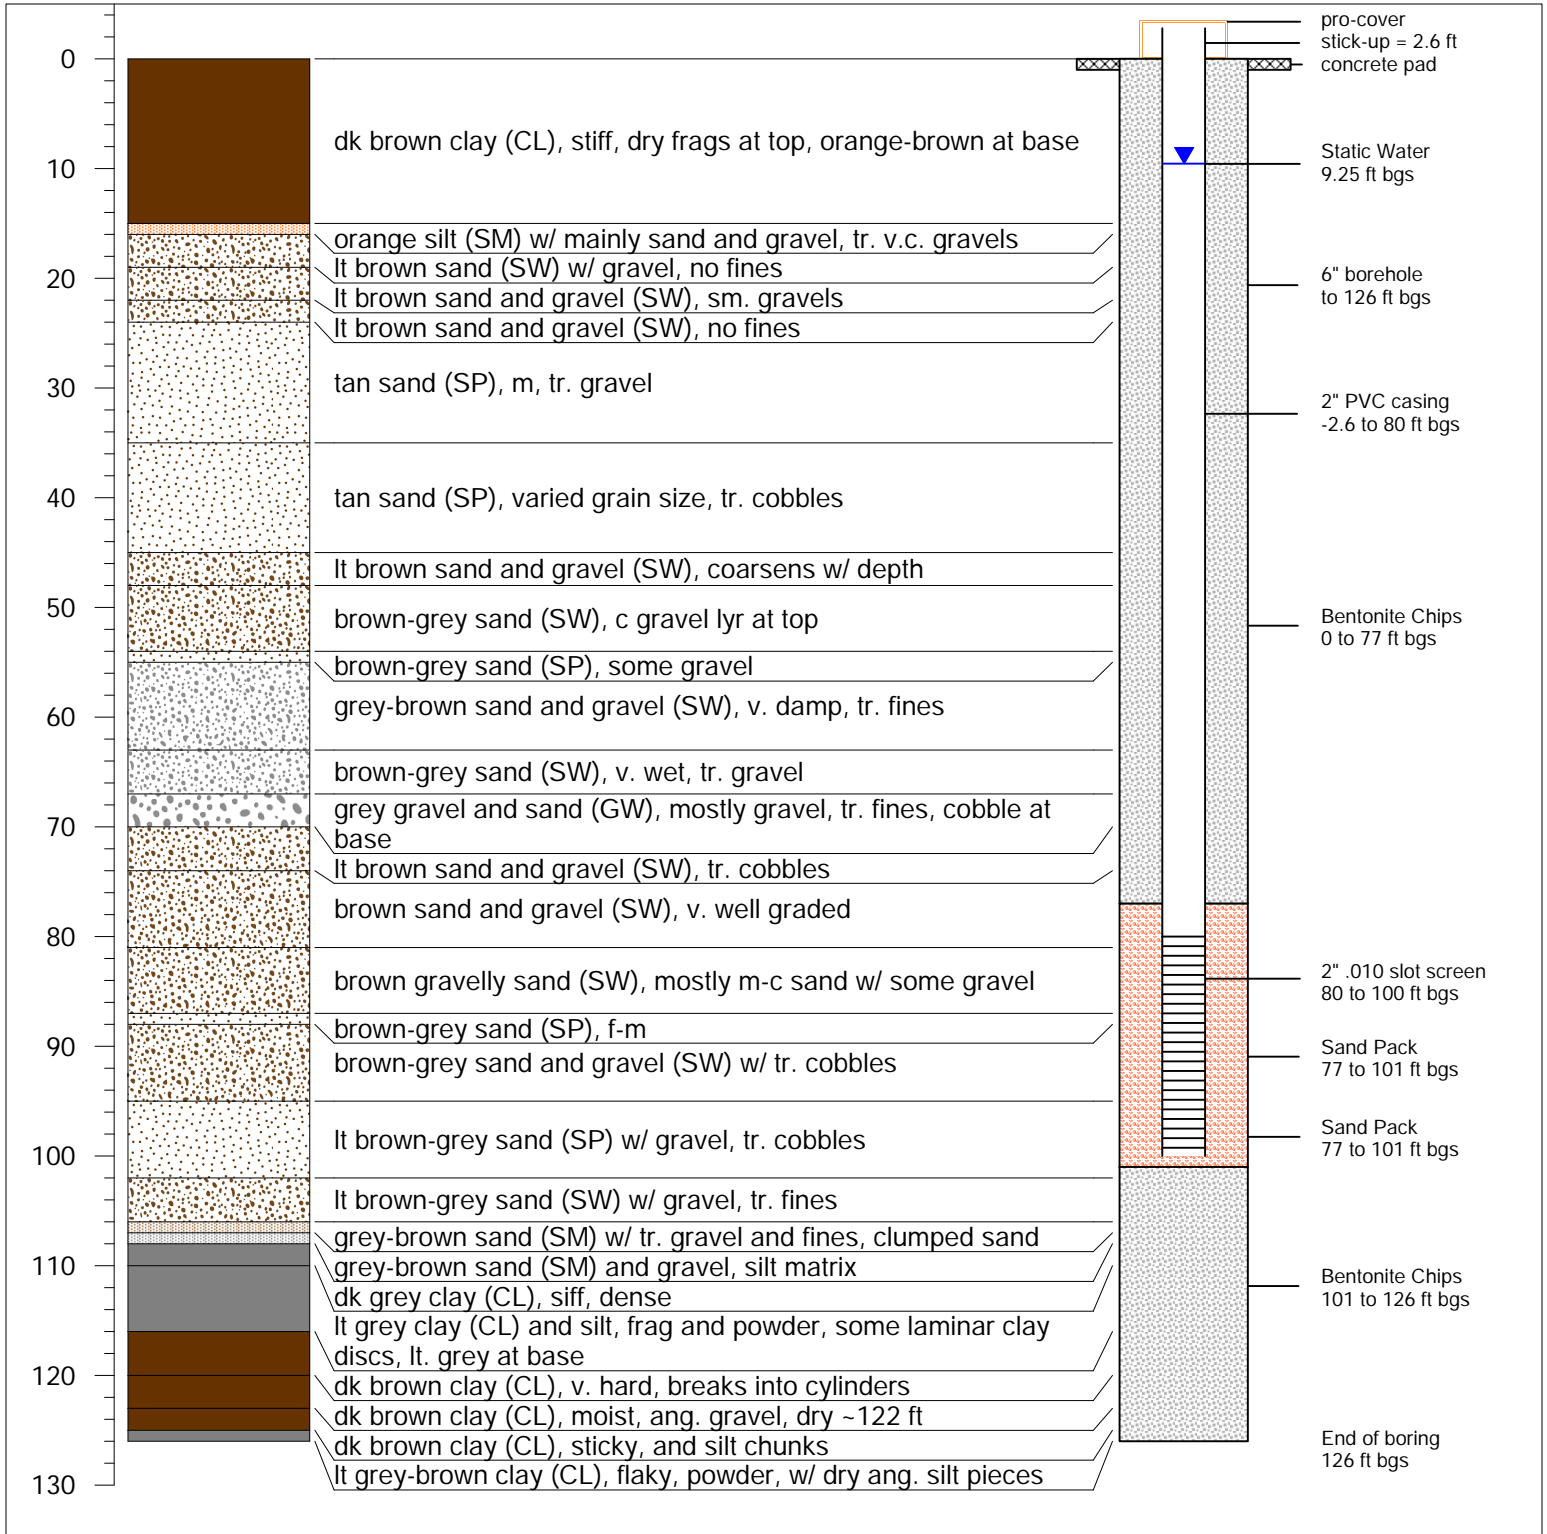 0
10
20
30
40
50
60
70
80
90
100
110
120
130
dk brown clay (CL), stiff, dry frags at top, orange-brown at base
orange silt (SM) w/ mainly sand and gravel, tr. v.c. gravels
lt brown sand (SW) w/ gravel, no fines
lt brown sand and gravel (SW), sm. gravels
lt brown sand and gravel (SW), no fines
tan sand (SP), m, tr. gravel
tan sand (SP), varied grain size, tr. cobbles
lt brown sand and gravel (SW), coarsens w/ depth
brown-grey sand (SW), c gravel lyr at top
brown-grey sand (SP), some gravel
grey-brown sand and gravel (SW), v. damp, tr. fines
brown-grey sand (SW), v. wet, tr. gravel
grey gravel and sand (GW), mostly gravel, tr. fines, cobble at
base
lt brown sand and gravel (SW), tr. cobbles
brown sand and gravel (SW), v. well graded
brown gravelly sand (SW), mostly m-c sand w/ some gravel
brown-grey sand (SP), f-m
brown-grey sand and gravel (SW) w/ tr. cobbles
lt brown-grey sand (SP) w/ gravel, tr. cobbles
lt brown-grey sand (SW) w/ gravel, tr. fines
grey-brown sand (SM) w/ tr. gravel and fines, clumped sand
grey-brown sand (SM) and gravel, silt matrix
dk grey clay (CL), siff, dense
lt grey clay (CL) and silt, frag and powder, some laminar clay
discs, lt. grey at base
dk brown clay (CL), v. hard, breaks into cylinders
dk brown clay (CL), moist, ang. gravel, dry ~122 ft
dk brown clay (CL), sticky, and silt chunks
lt grey-brown clay (CL), flaky, powder, w/ dry ang. silt pieces
pro-cover
stick-up = 2.6 ft
concrete pad
Static Water
9.25 ft bgs
6" borehole
to 126 ft bgs
2" PVC casing
-2.6 to 80 ft bgs
Bentonite Chips
0 to 77 ft bgs
2" .010 slot screen
80 to 100 ft bgs
Sand Pack
77 to 101 ft bgs
Sand Pack
77 to 101 ft bgs
Bentonite Chips
101 to 126 ft bgs
End of boring
126 ft bgs